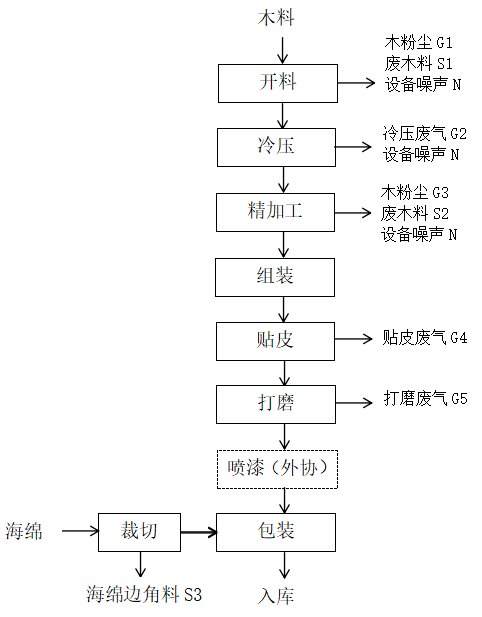 木料
木粉尘 G1
废木料 S1
设备噪声 N
开料
冷压废气 G2
设备噪声 N
冷压
木粉尘 G3
废木料 S2
设备噪声 N
精加工
组装
贴皮
贴皮废气 G4
打磨
打磨废气 G5
喷漆（外协）
海绵
裁切
包装
海绵边角料 S3
入库